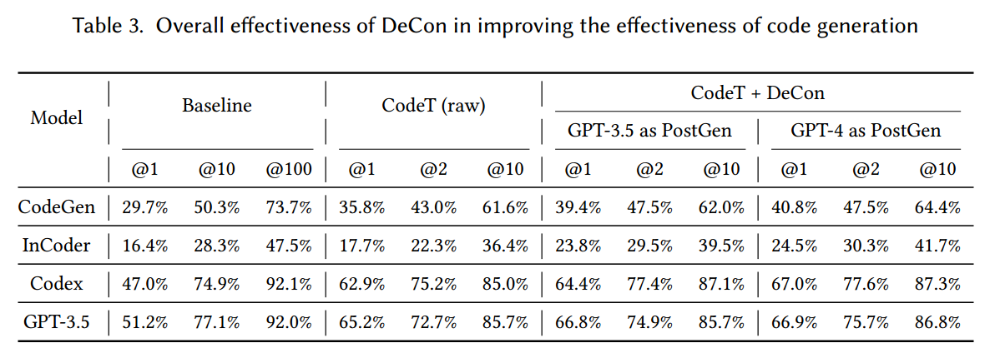 Table 3. Overall effectiveness of DeCon in improving the effectiveness of code generation
Model Baseline CodeT (raw) CodeT + DeCon
GPT-3.5 as PostGen GPT-4 as PostGen
@1 @10 @100 @1 @2 @10 @1 @2 @10 @1 @2 @10
CodeGen 29.7% 50.3% 73.7% 35.8% 43.0% 61.6% 39.4% 47.5% 62.0% 40.8% 47.5% 64.4%
InCoder 16.4% 28.3% 47.5% 17.7% 22.3% 36.4% 23.8% 29.5% 39.5% 24.5% 30.3% 41.7%
Codex 47.0% 74.9% 92.1% 62.9% 75.2% 85.0% 64.4% 77.4% 87.1% 67.0% 77.6% 87.3%
GPT-3.5 51.2% 77.1% 92.0% 65.2% 72.7% 85.7% 66.8% 74.9% 85.7% 66.9% 75.7% 86.8%